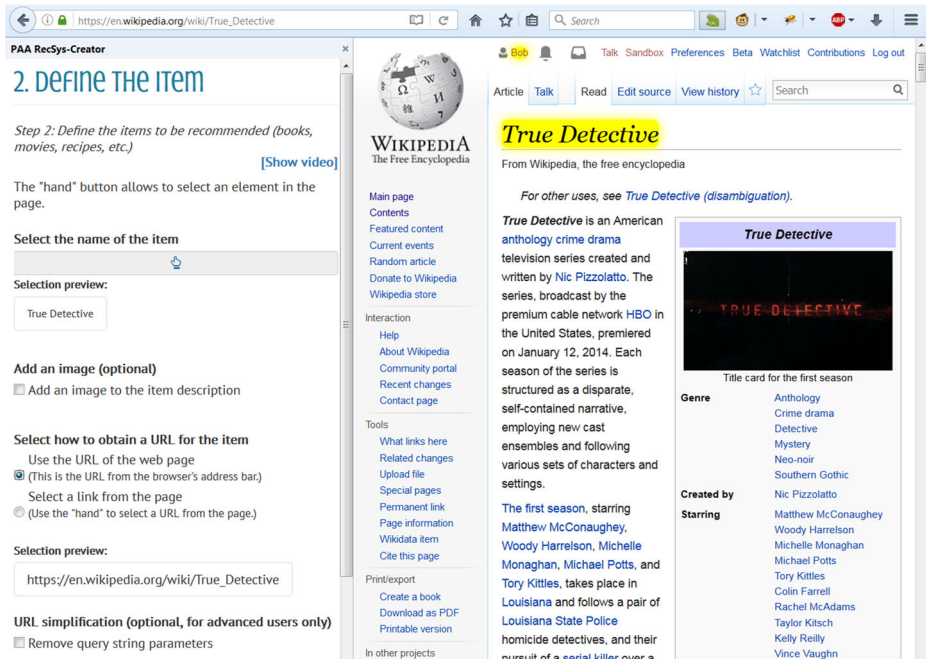 https://en.wikipedia.org/wiki/True_Detective
Search
ABP
PAA RecSys-Creator
×
2. Define the item
Step 2: Define the items to be recommended (books,
movies, recipes, etc.)
[Show video]
The "hand" button allows to select an element in the
page.
Select the name of the item
Selection preview:
True Detective
Add an image (optional)
Add an image to the item description
Select how to obtain a URL for the item
Use the URL of the web page
(This is the URL from the browser's address bar.)
Select a link from the page
(Use the "hand" to select a URL from the page.)
Selection preview:
https://en.wikipedia.org/wiki/True_Detective
URL simplification (optional, for advanced users only)
Remove query string parameters
WIKIPEDIA
The Free Encyclopedia
Main page
Contents
Featured content
Current events
Random article
Donate to Wikipedia
Wikipedia store
Interaction
Help
About Wikipedia
Community portal
Recent changes
Contact page
Tools
What links here
Related changes
Upload file
Special pages
Permanent link
Page information
Wikidata item
Cite this page
Print/export
Create a book
Download as PDF
Printable version
In other projects
Bob
Talk Sandbox Preferences Beta Watchlist Contributions Log out
Article Talk Read Edit source View history Search
True Detective
From Wikipedia, the free encyclopedia
For other uses, see True Detective (disambiguation).
True Detective is an American
anthology crime drama
television series created and
written by Nic Pizzolatto. The
series, broadcast by the
premium cable network HBO in
the United States, premiered
on January 12, 2014. Each
season of the series is
structured as a disparate,
self-contained narrative,
employing new cast
ensembles and following
various sets of characters and
settings.
The first season, starring
Matthew McConaughey,
Woody Harrelson, Michelle
Monaghan, Michael Potts, and
Tory Kittles, takes place in
Louisiana and follows a pair of
Louisiana State Police
homicide detectives, and their
pursuit of a serial killer over a
True Detective
TRUE DETECTIVE
Title card for the first season
Genre Anthology
Crime drama
Detective
Mystery
Neo-noir
Southern Gothic
Created by Nic Pizzolatto
Starring Matthew McConaughey
Woody Harrelson
Michelle Monaghan
Michael Potts
Tory Kittles
Colin Farrell
Rachel McAdams
Taylor Kitsch
Kelly Reilly
Vince Vaughn